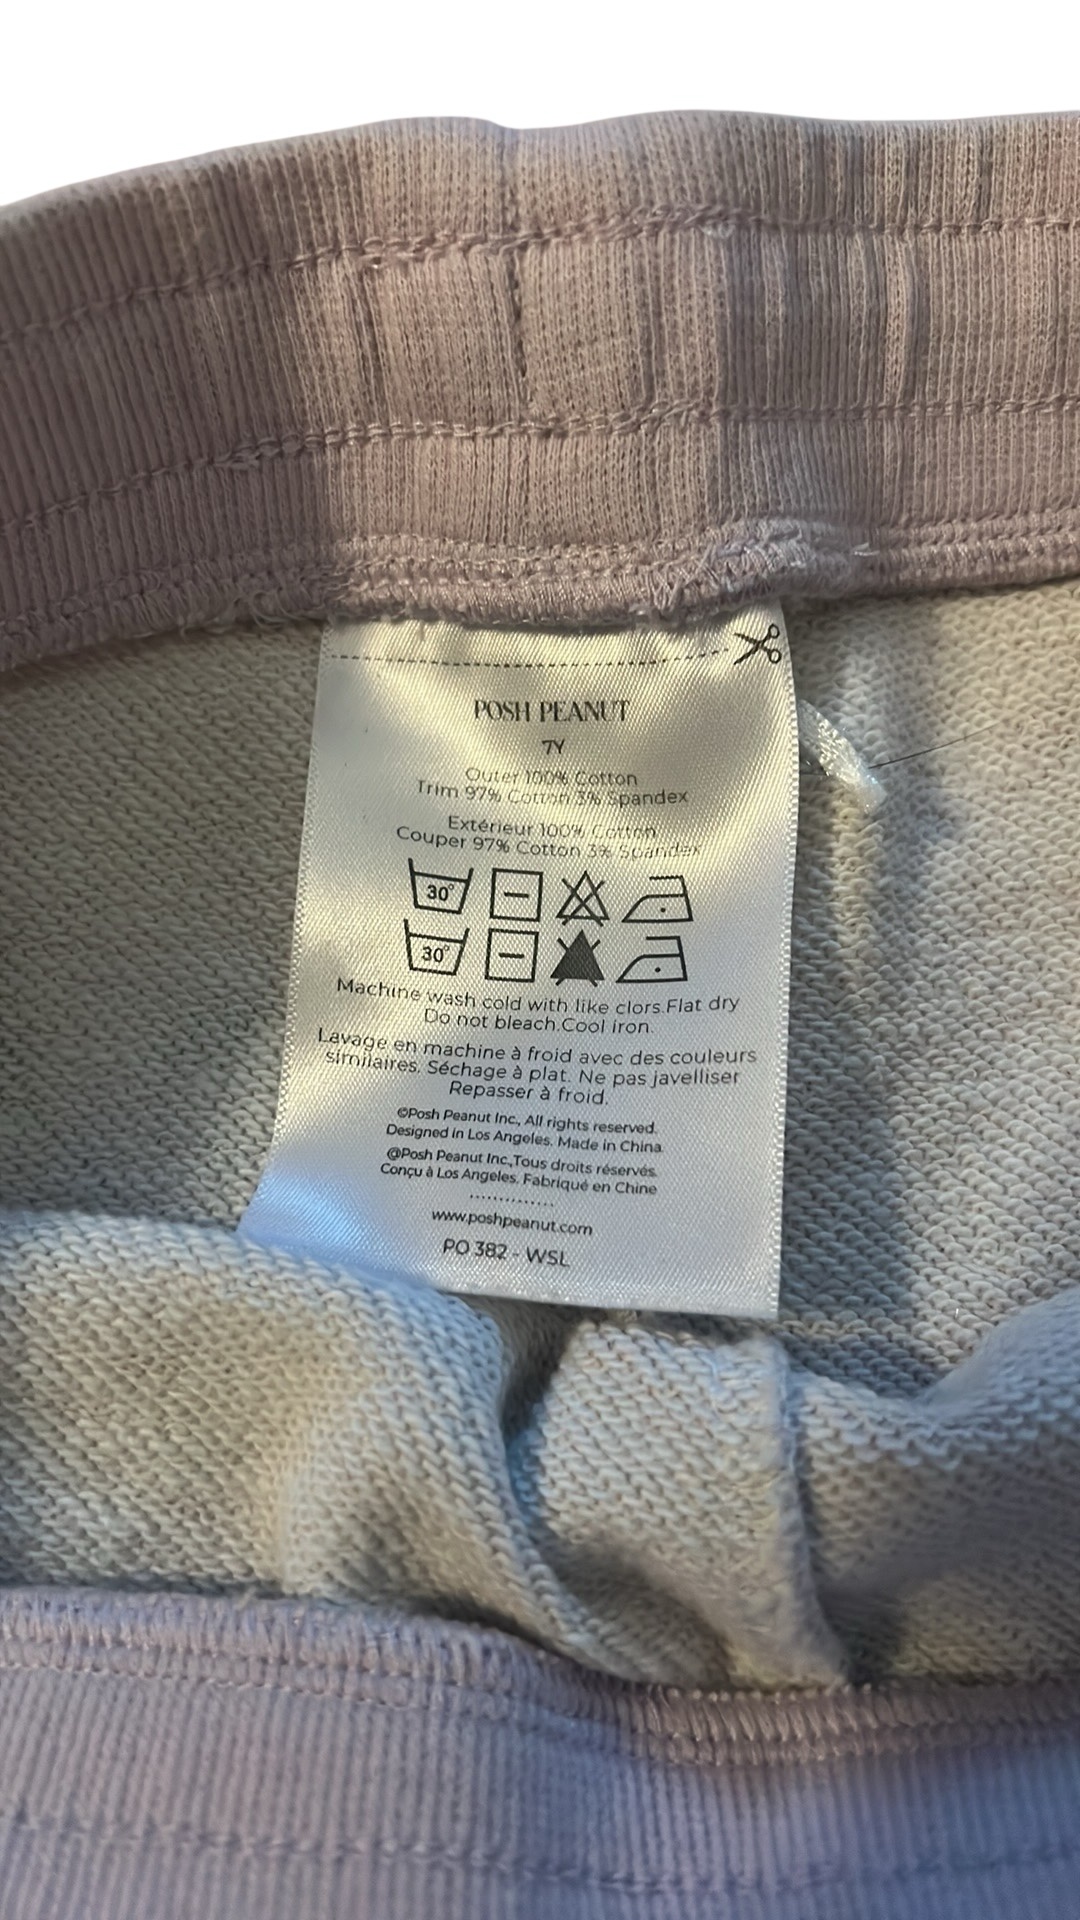 POSH PEANUT
7Y
Outer 100% Cotton
Trim 97% Cotton 3% Spandex
Extérieur 100% Cotton
Couper 97% Cotton 3% Spandex
30°
30°
Machine wash cold with like clors.Flat dry
Do not bleach.Cool iron.
Lavage en machine à froid avec des couleurs
similaires. Séchage à plat. Ne pas javelliser
Repasser à froid.
©Posh Peanut Inc., All rights reserved.
Designed in Los Angeles. Made in China.
@Posh Peanut Inc.,Tous droits réservés.
Conçu à Los Angeles. Fabriqué en Chine
www.poshpeanut.com
PO 382 - WSL